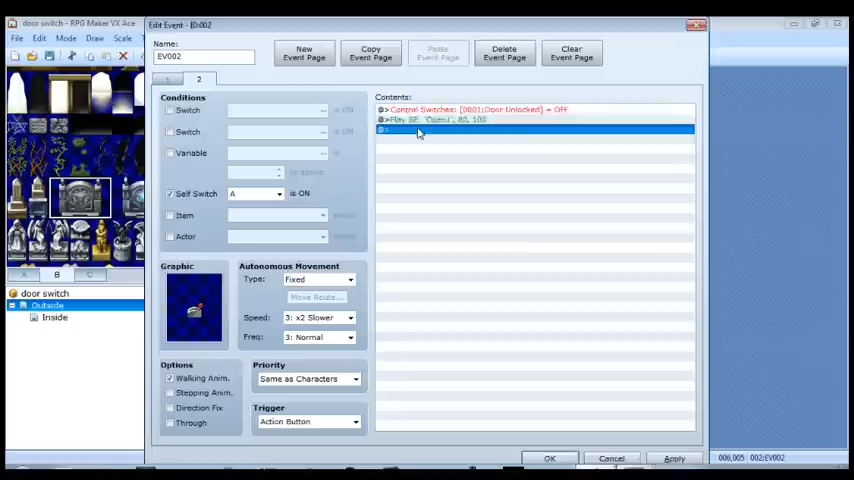 door switch - RPG Maker VX Ace
File Edit Mode Draw Scale
Edit Event - ID:002
Name:
EV002
New
Event Page
Copy
Event Page
Paste
Event Page
Delete
Event Page
Clear
Event Page
1
2
Conditions
Switch
... is ON
Switch
... is ON
Variable
... is
or above
Self Switch A is ON
Item
Actor
Graphic
Autonomous Movement
Type: Fixed
Move Route...
Speed: 3: x2 Slower
Freq: 3: Normal
Options
Walking Anim.
Stepping Anim.
Direction Fix
Through
Priority
Same as Characters
Trigger
Action Button
Contents:
@>Control Switches: [0001:Door Unlocked] = OFF
@>Play SE: 'Open1', 80, 100
@>
A B C
door switch
Outside
Inside
OK Cancel Apply
006,005 002:EV002